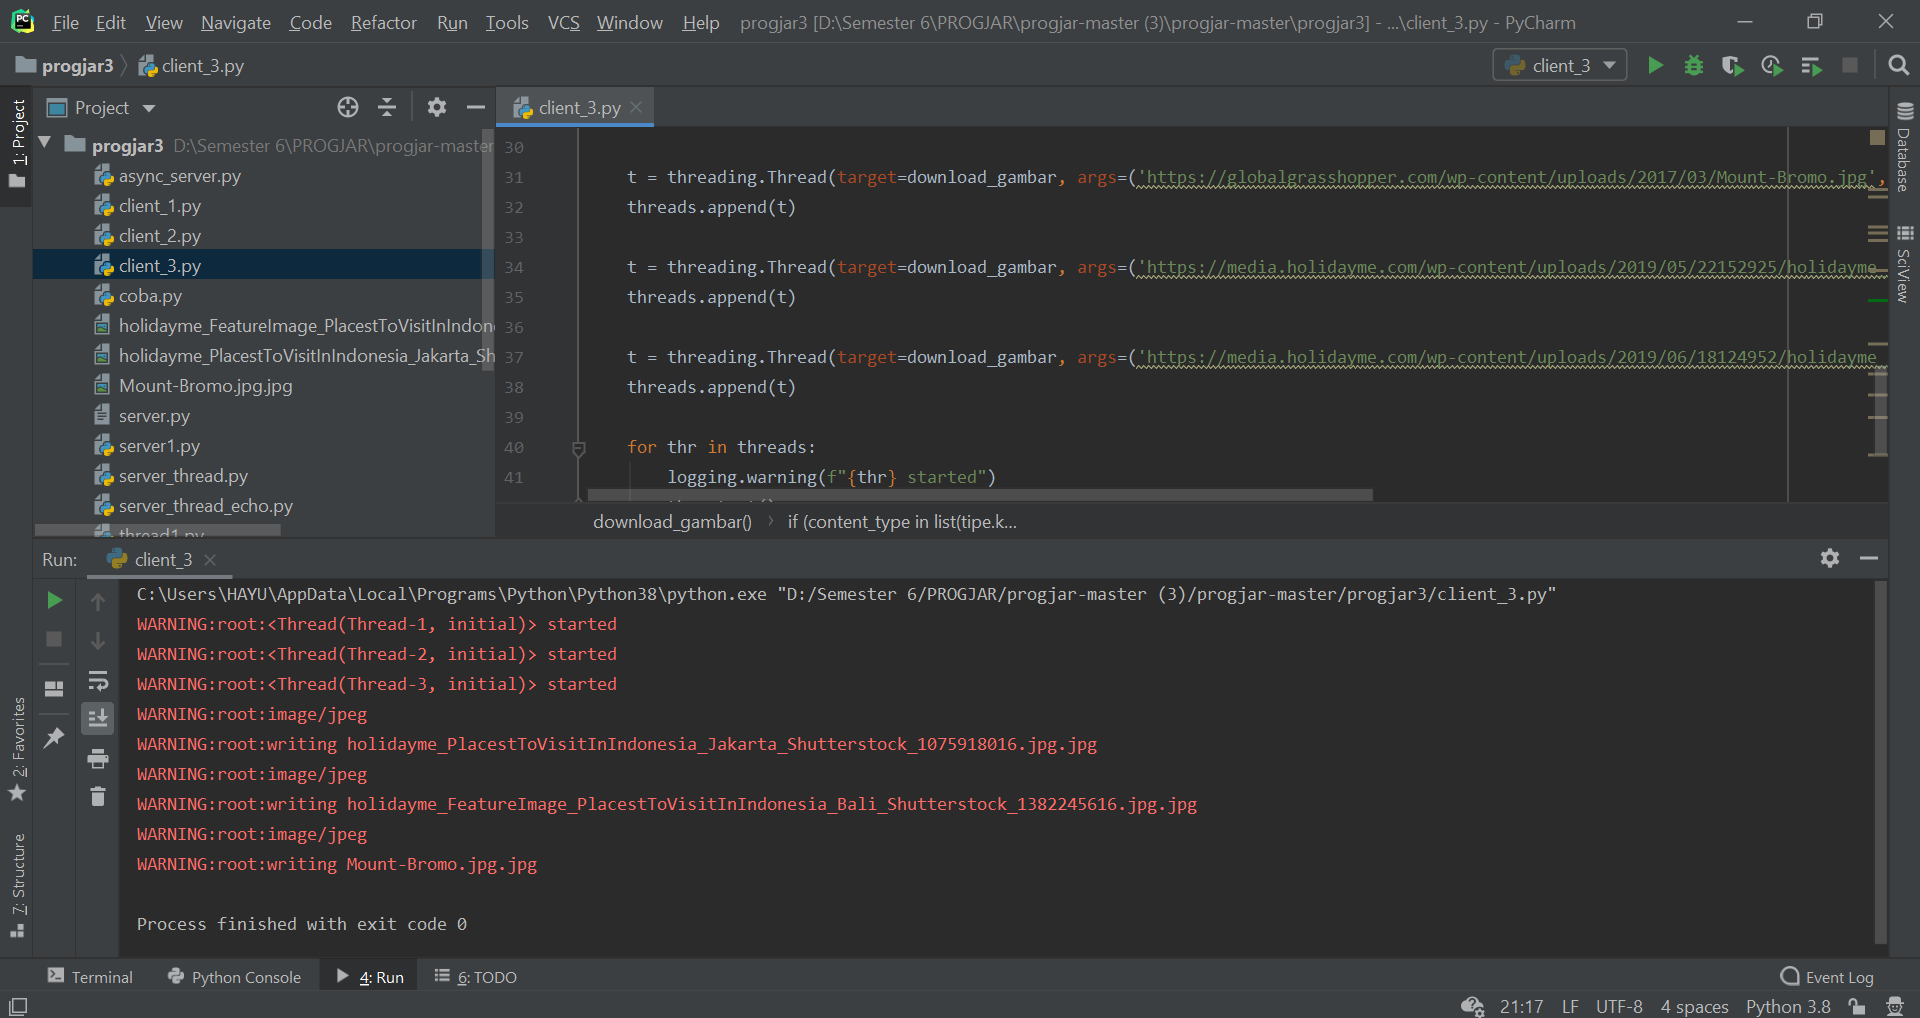 File Edit View Navigate Code Refactor Run Tools VCS Window Help progjar3 [D:\Semester 6\PROGJAR\progjar-master (3)\progjar-master\progjar3] - ...\client_3.py - PyCharm
progjar3 client_3.py client_3
1: Project
Project
client_3.py
progjar3 D:\Semester 6\PROGJAR\progjar-master
async_server.py
client_1.py
client_2.py
client_3.py
coba.py
holidayme_FeatureImage_PlacestToVisitInIndon
holidayme_PlacestToVisitInIndonesia_Jakarta_Sh
Mount-Bromo.jpg.jpg
server.py
server1.py
server_thread.py
server_thread_echo.py
thread1.py
30
31 t = threading.Thread(target=download_gambar, args=('https://globalgrasshopper.com/wp-content/uploads/2017/03/Mount-Bromo.jpg',
32 threads.append(t)
33
34 t = threading.Thread(target=download_gambar, args=('https://media.holidayme.com/wp-content/uploads/2019/05/22152925/holidayme_
35 threads.append(t)
36
37 t = threading.Thread(target=download_gambar, args=('https://media.holidayme.com/wp-content/uploads/2019/06/18124952/holidayme_
38 threads.append(t)
39
40 for thr in threads:
41 logging.warning(f"{thr} started")
download_gambar() if (content_type in list(tipe.k...
Database
SciView
Run: client_3
C:\Users\HAYU\AppData\Local\Programs\Python\Python38\python.exe "D:/Semester 6/PROGJAR/progjar-master (3)/progjar-master/progjar3/client_3.py"
WARNING:root:<Thread(Thread-1, initial)> started
WARNING:root:<Thread(Thread-2, initial)> started
WARNING:root:<Thread(Thread-3, initial)> started
WARNING:root:image/jpeg
WARNING:root:writing holidayme_PlacestToVisitInIndonesia_Jakarta_Shutterstock_1075918016.jpg.jpg
WARNING:root:image/jpeg
WARNING:root:writing holidayme_FeatureImage_PlacestToVisitInIndonesia_Bali_Shutterstock_1382245616.jpg.jpg
WARNING:root:image/jpeg
WARNING:root:writing Mount-Bromo.jpg.jpg
Process finished with exit code 0
2: Favorites
7: Structure
Terminal Python Console 4: Run 6: TODO Event Log
21:17 LF UTF-8 4 spaces Python 3.8